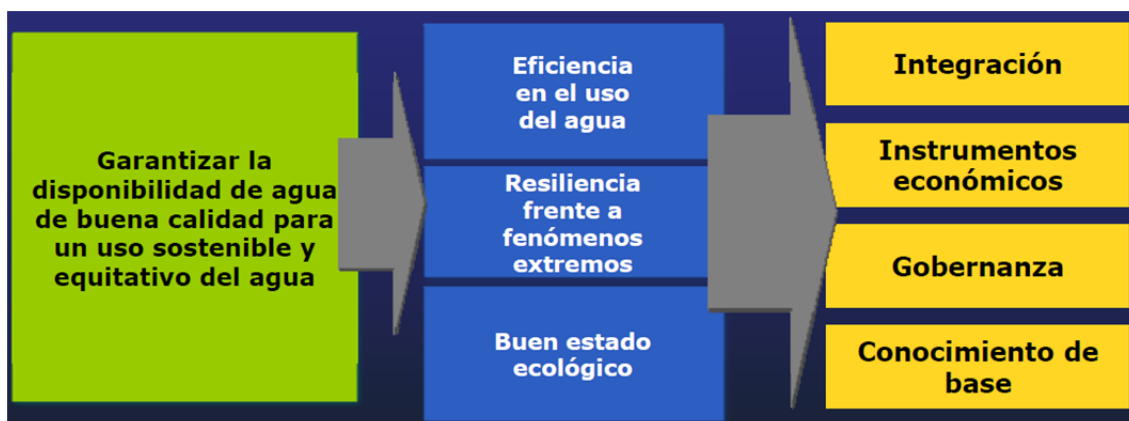 Garantizar la
disponibilidad de agua
de buena calidad para
un uso sostenible y
equitativo del agua
Eficiencia
en el uso
del agua
Resiliencia
frente a
fenómenos
extremos
Buen estado
ecológico
Integración
Instrumentos
económicos
Gobernanza
Conocimiento de
base